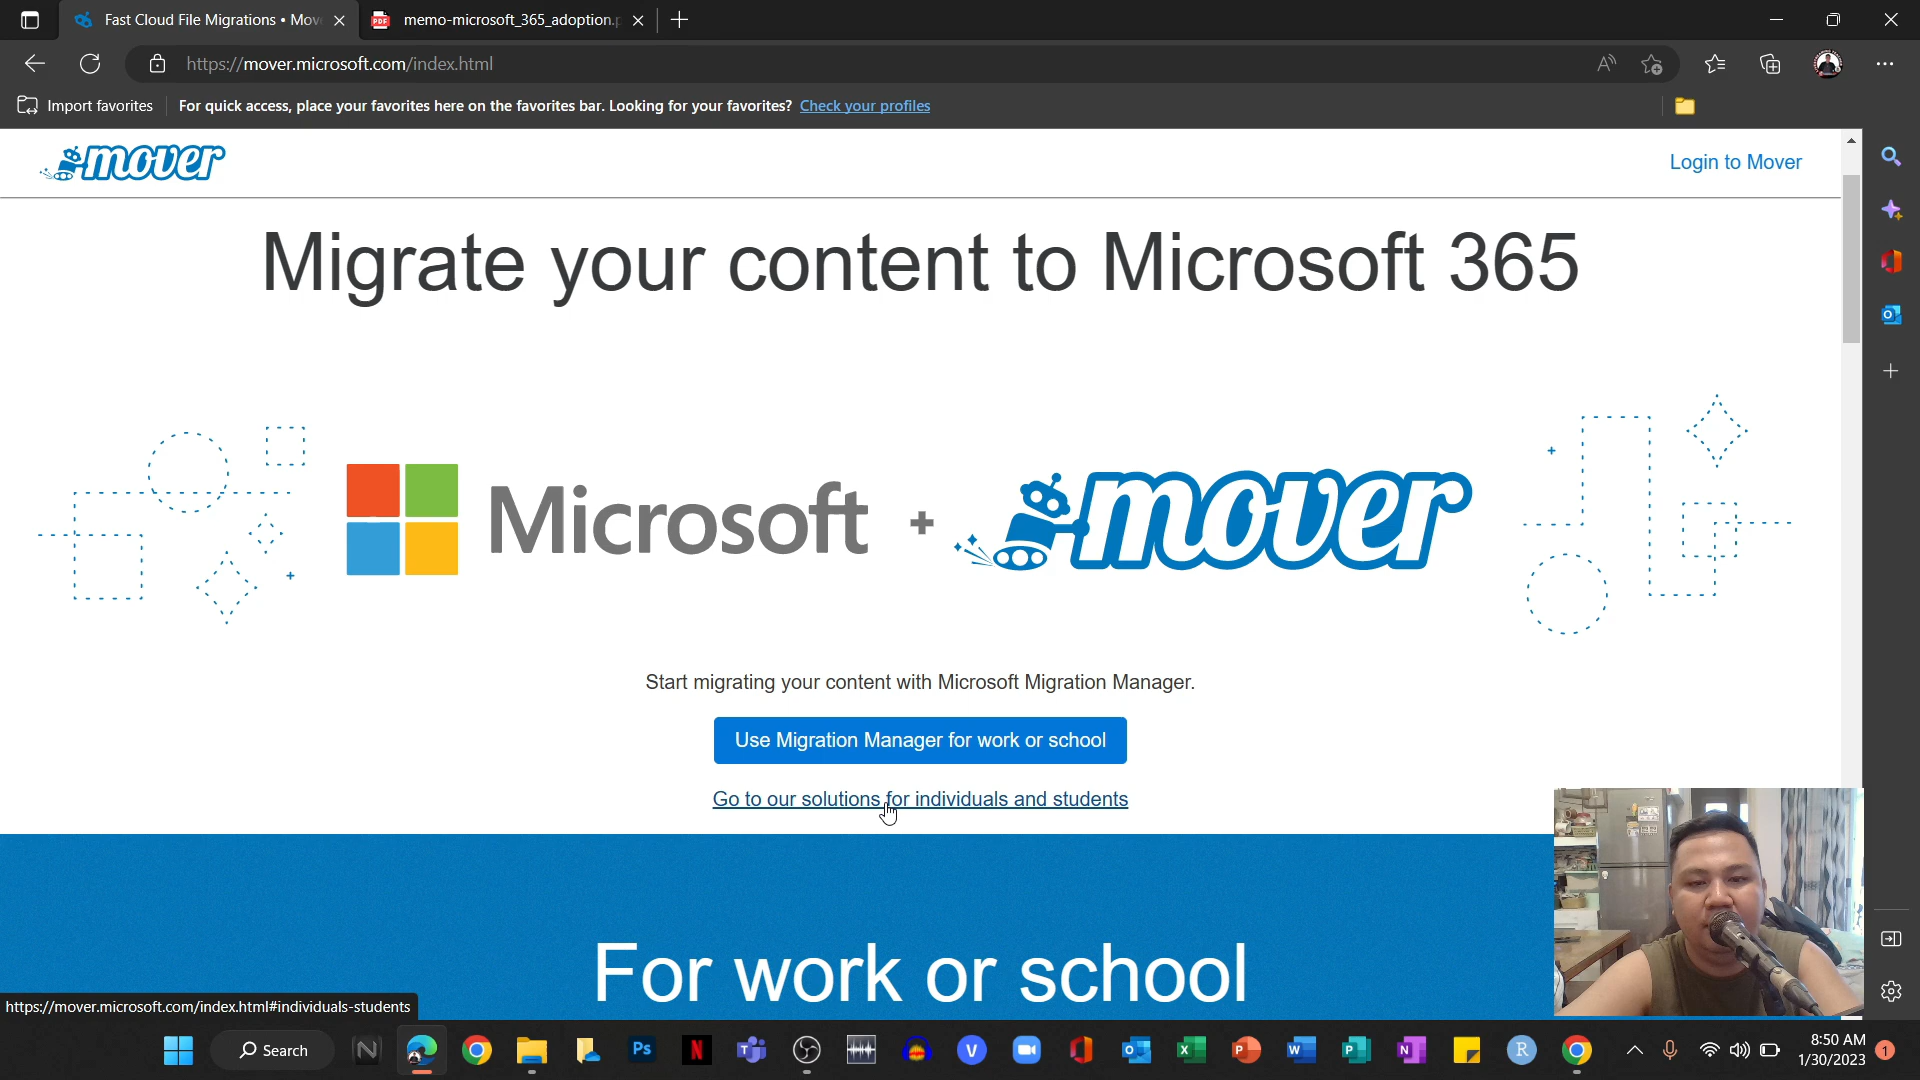 Fast Cloud File Migrations • Mov
memo-microsoft_365_adoption.p
https://mover.microsoft.com/index.html
Import favorites
For quick access, place your favorites here on the favorites bar. Looking for your favorites? Check your profiles
mover
Login to Mover
Migrate your content to Microsoft 365
Microsoft + mover
Start migrating your content with Microsoft Migration Manager.
Use Migration Manager for work or school
Go to our solutions for individuals and students
For work or school
https://mover.microsoft.com/index.html#individuals-students
Search
8:50 AM
1/30/2023
1